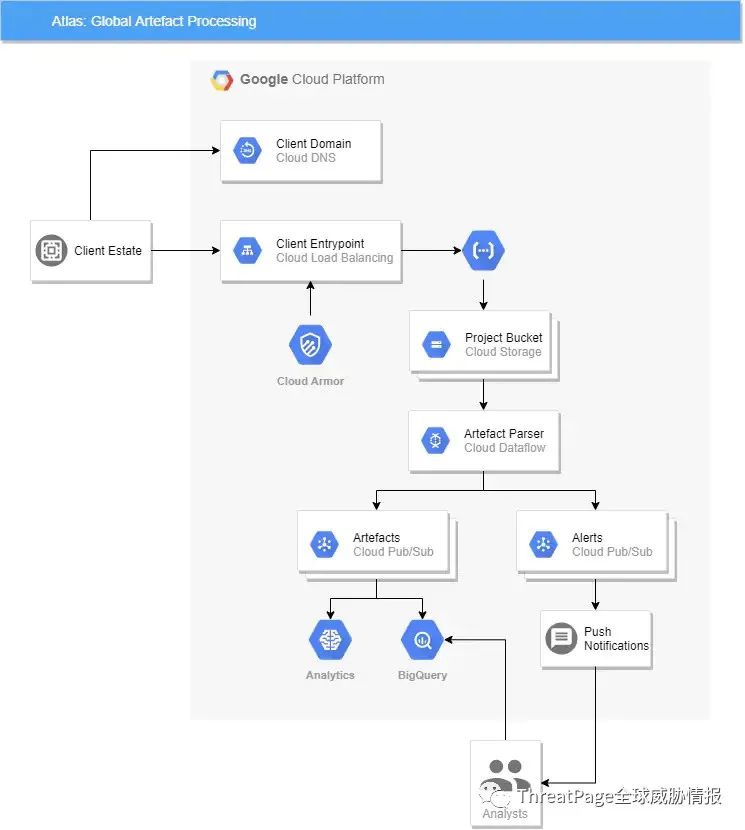 Atlas: Global Artefact Processing
Google Cloud Platform
Client Domain
Cloud DNS
Client Estate
Client Entrypoint
Cloud Load Balancing
Cloud Armor
Project Bucket
Cloud Storage
Artefact Parser
Cloud Dataflow
Artefacts
Cloud Pub/Sub
Alerts
Cloud Pub/Sub
Analytics
BigQuery
Push
Notifications
ThreatPage全球威胁情报
Analysts